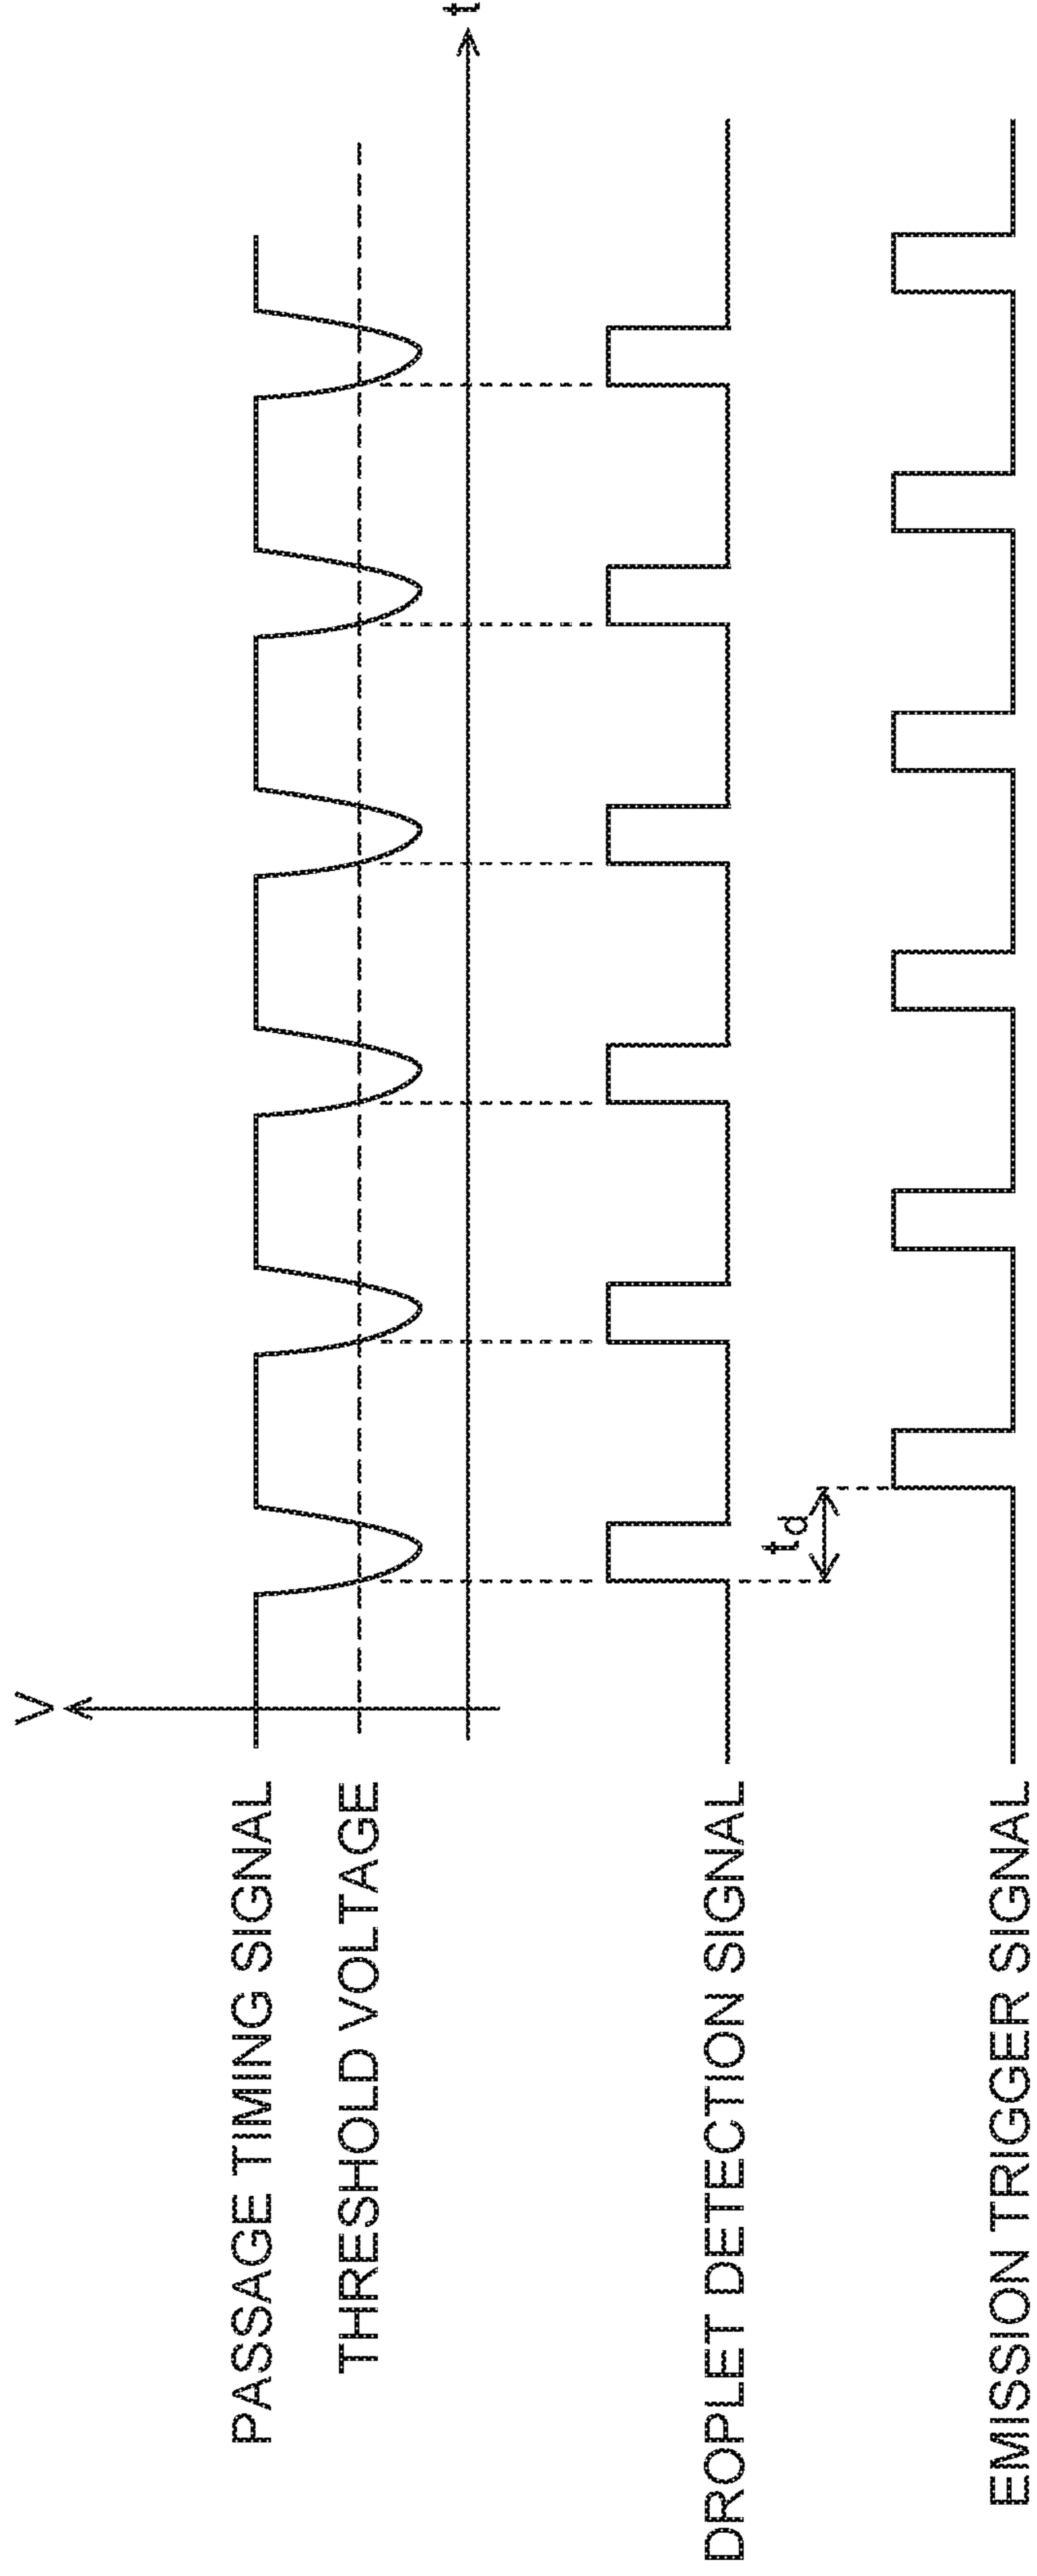 V
t
PASSAGE TIMING SIGNAL
THRESHOLD VOLTAGE
DROPLET DETECTION SIGNAL
td
EMISSION TRIGGER SIGNAL